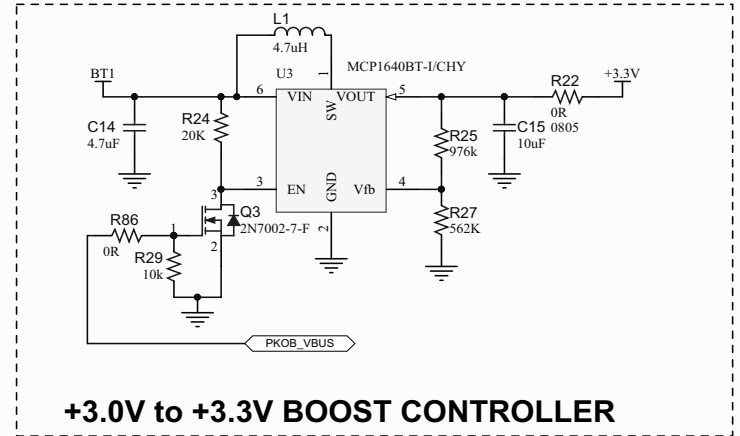 L1
4.7uH
MCP1640BT-I/CHY
U3
1
BT1
6
VIN
VOUT
5
SW
R22
+3.3V
0R
0805
C14
4.7uF
R24
20K
R25
976k
C15
10uF
3
EN
GND
Vfb
4
3
Q3
2N7002-7-F
2
R27
562K
R86
0R
1
2
R29
10k
PKOB_VBUS
+3.0V to +3.3V BOOST CONTROLLER